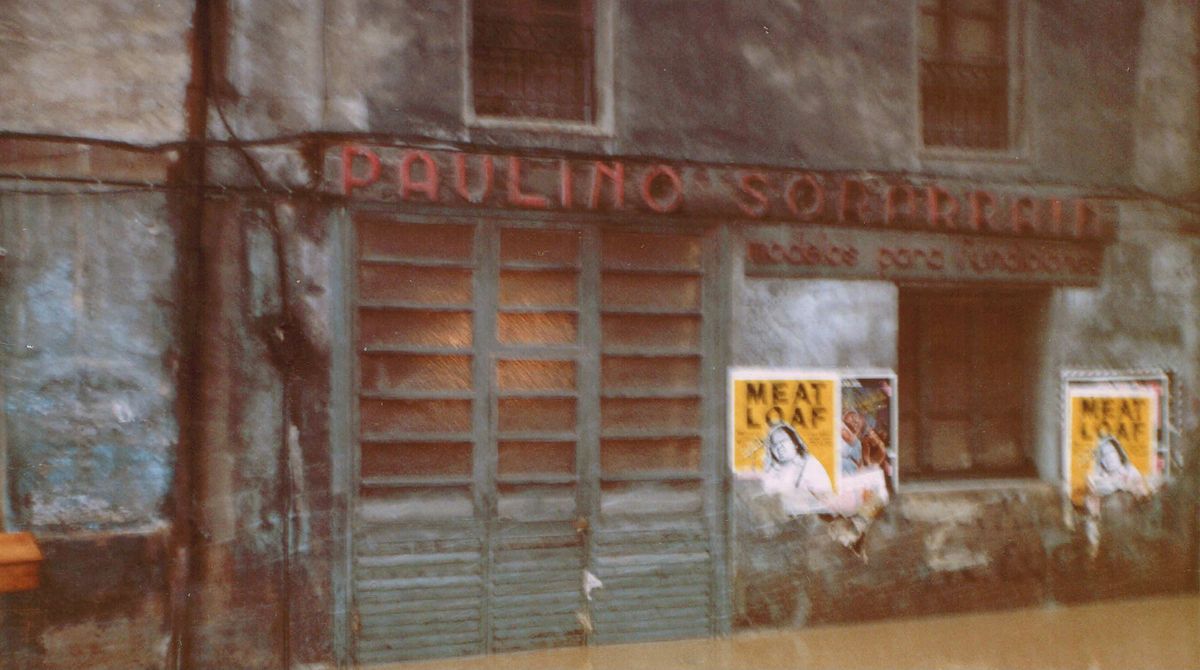 PAULINO SORARRAIN
modelos para fundiciones
MEAT
LOAF
MEAT
LOAF